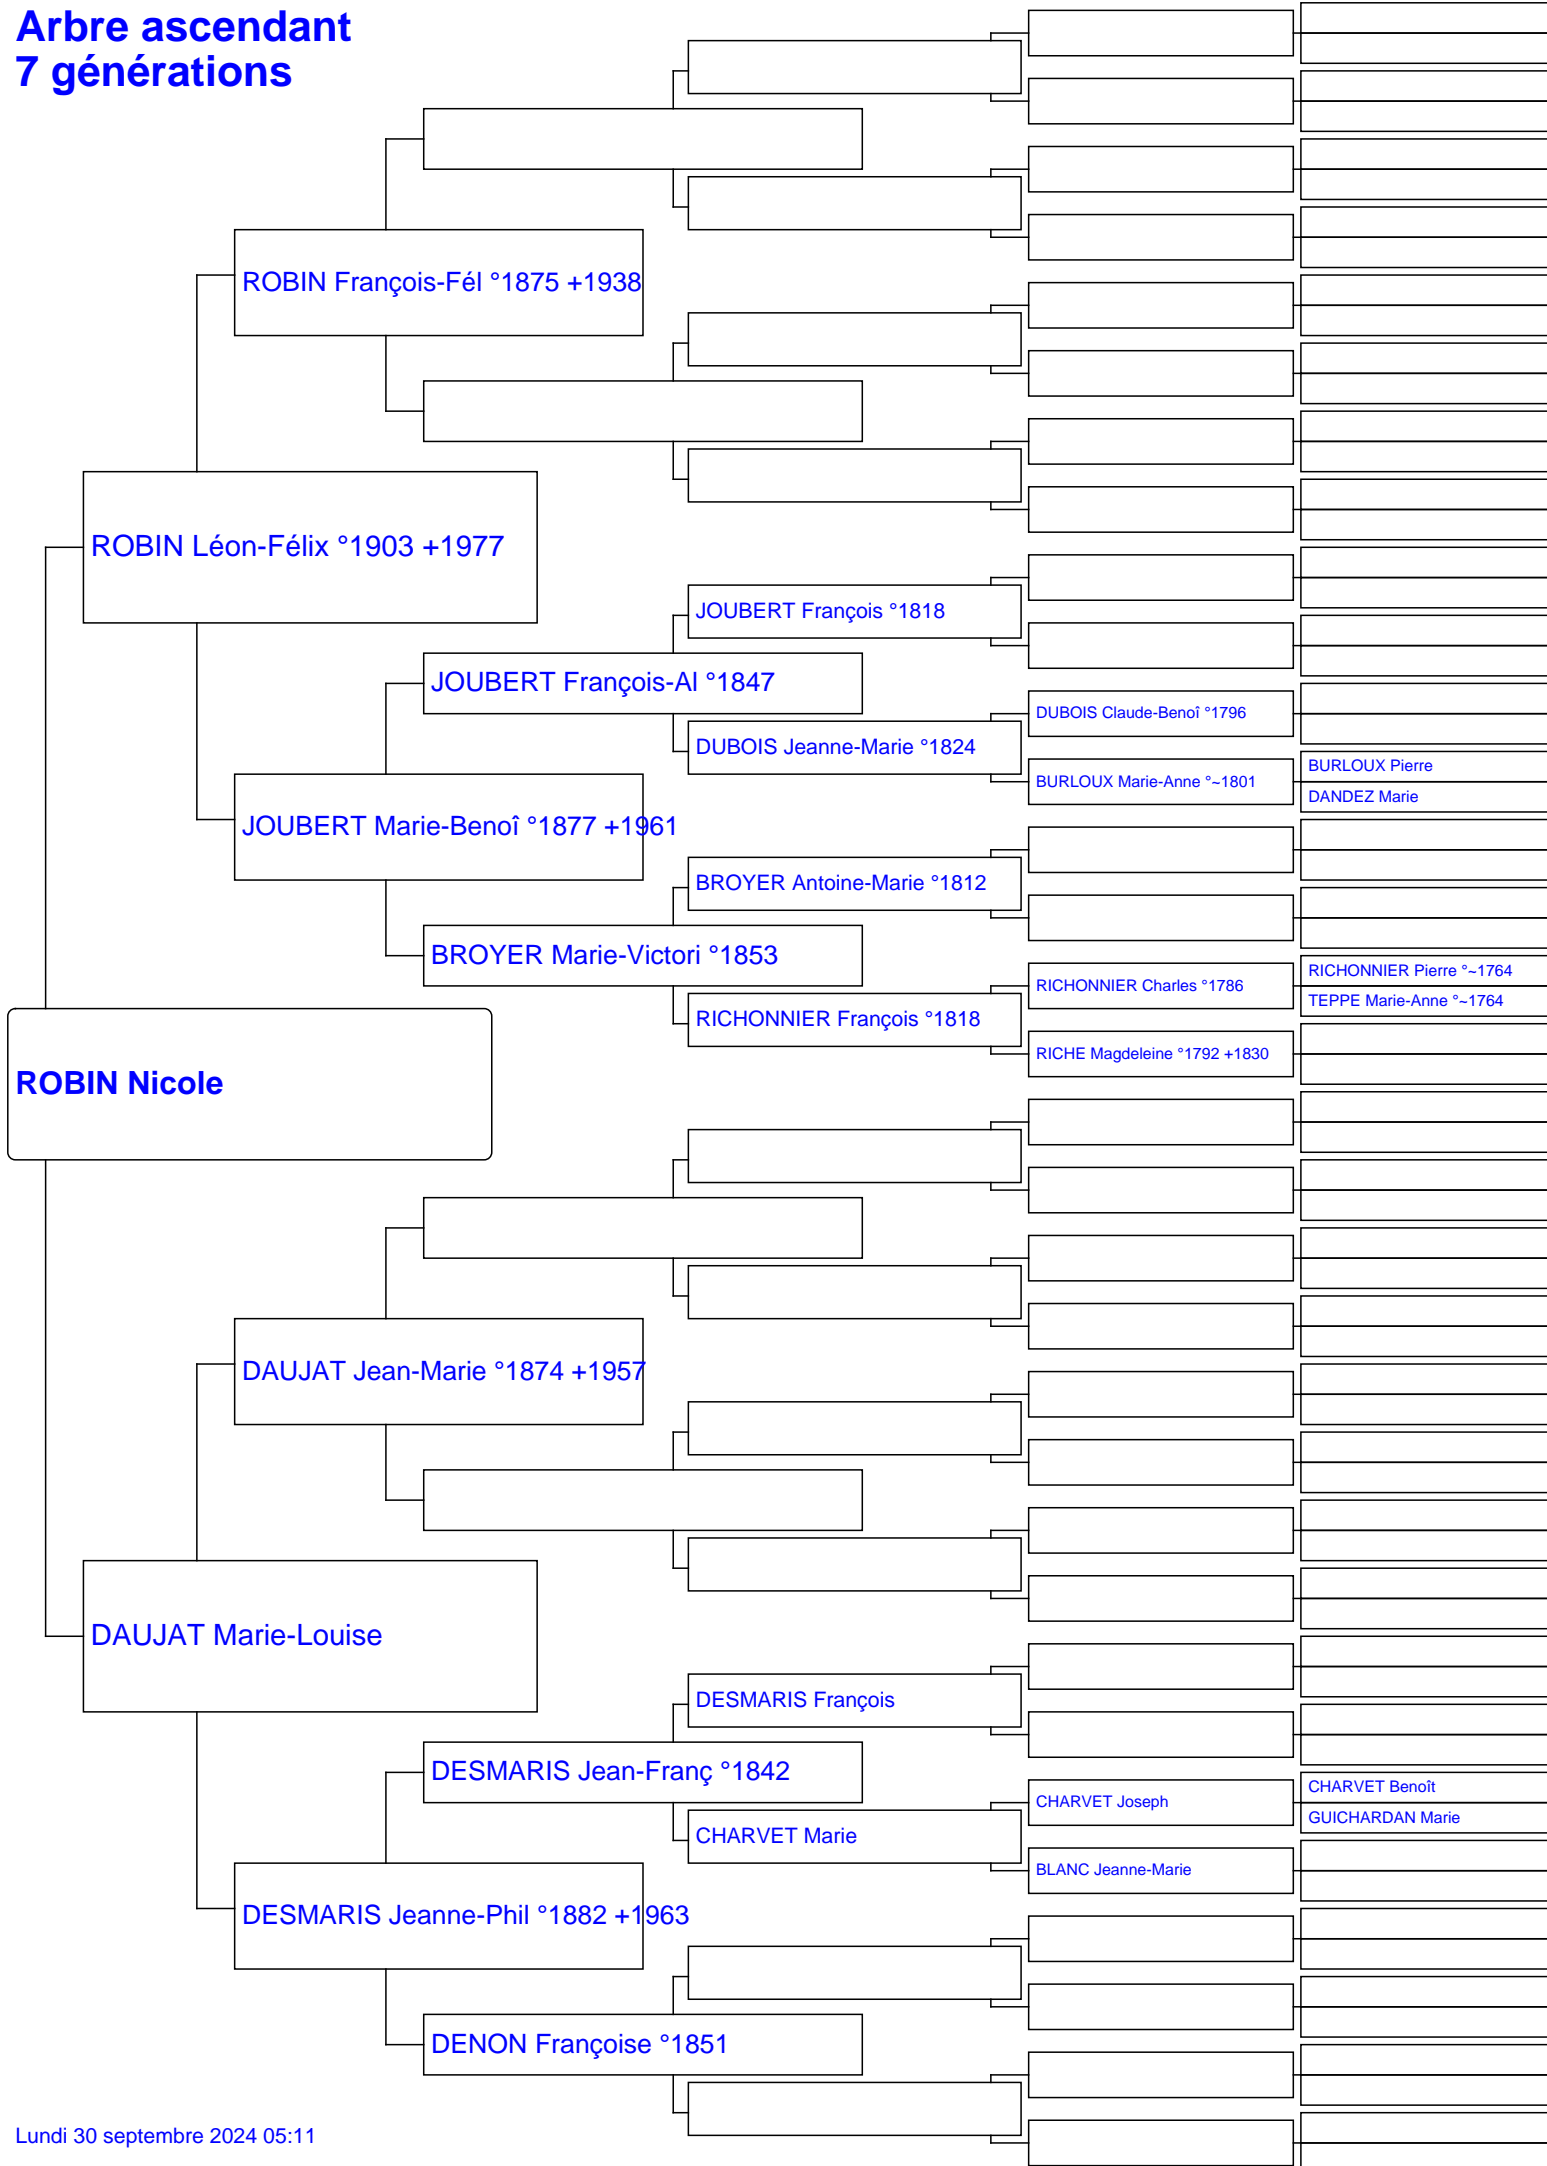 Arbre ascendant
7 générations
ROBIN François-Fél °1875 +1938
ROBIN Léon-Félix °1903 +1977
JOUBERT François °1818
JOUBERT François-Al °1847
DUBOIS Claude-Benoî °1796
DUBOIS Jeanne-Marie °1824
BURLOUX Pierre
BURLOUX Marie-Anne °~1801
DANDEZ Marie
JOUBERT Marie-Benoî °1877 +1961
BROYER Antoine-Marie °1812
BROYER Marie-Victori °1853
RICHONNIER Pierre °~1764
RICHONNIER Charles °1786
TEPPE Marie-Anne °~1764
RICHONNIER François °1818
RICHE Magdeleine °1792 +1830
ROBIN Nicole
DAUJAT Jean-Marie °1874 +1957
DAUJAT Marie-Louise
DESMARIS François
DESMARIS Jean-Franç °1842
CHARVET Benoît
CHARVET Joseph
GUICHARDAN Marie
CHARVET Marie
BLANC Jeanne-Marie
DESMARIS Jeanne-Phil °1882 +1963
DENON Françoise °1851
Lundi 30 septembre 2024 05:11